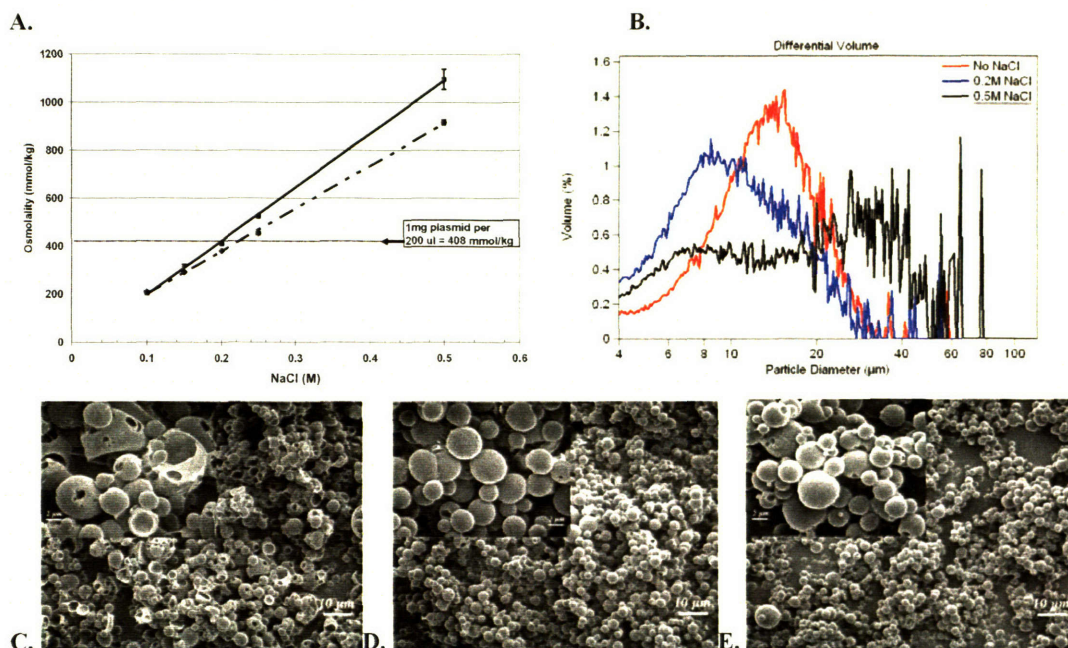 A.
1200
1000
800
600
400
200
0
Osmolality (mmol/kg)
0 0.1 0.2 0.3 0.4 0.5 0.6
NaCl (M)
1mg plasmid per
200 ul = 408 mmol/kg
B.
Differential Volume
No NaCl
0.2M NaCl
0.5M NaCl
1.4
1.2
1
0.8
0.6
0.4
0.2
0
Volume (%)
4 6 8 10 20 40 60 80 100
Particle Diameter (µm)
10 µm
10 µm
10 µm
C.
D.
E.